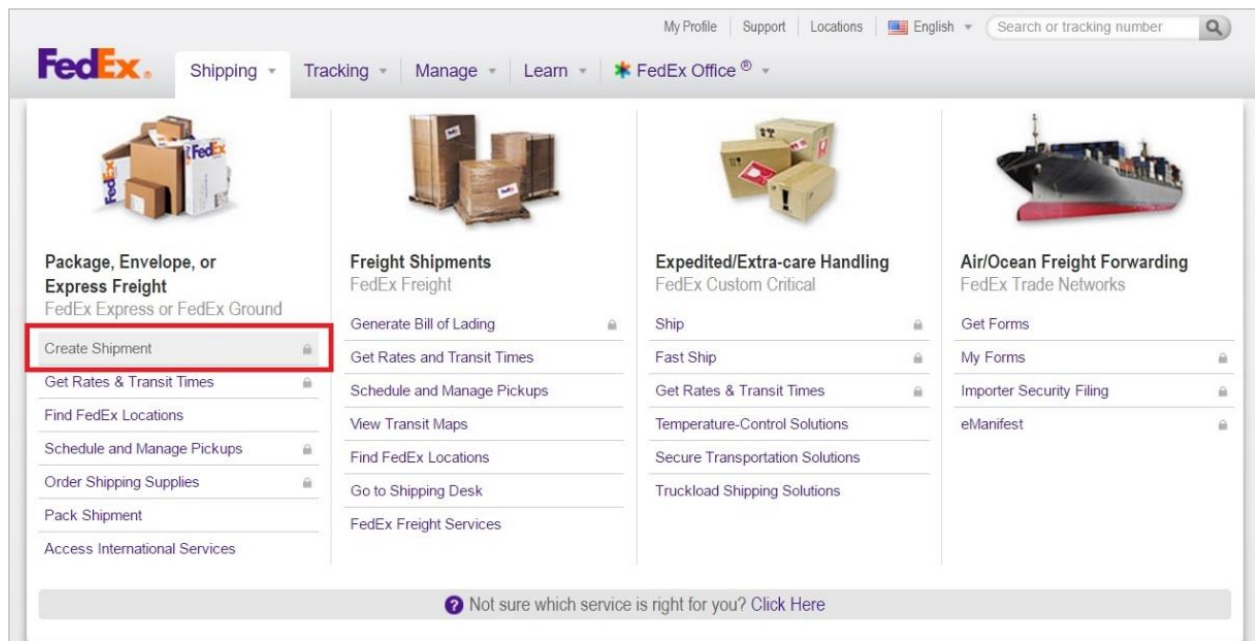 My Profile Support Locations English Search or tracking number
FedEx® Shipping Tracking Manage Learn FedEx Office ®
FedEx
FedEx
Package, Envelope, or
Express Freight
FedEx Express or FedEx Ground
Create Shipment
Get Rates & Transit Times
Find FedEx Locations
Schedule and Manage Pickups
Order Shipping Supplies
Pack Shipment
Access International Services
Freight Shipments
FedEx Freight
Generate Bill of Lading
Get Rates and Transit Times
Schedule and Manage Pickups
View Transit Maps
Find FedEx Locations
Go to Shipping Desk
FedEx Freight Services
Expedited/Extra-care Handling
FedEx Custom Critical
Ship
Fast Ship
Get Rates & Transit Times
Temperature-Control Solutions
Secure Transportation Solutions
Truckload Shipping Solutions
Air/Ocean Freight Forwarding
FedEx Trade Networks
Get Forms
My Forms
Importer Security Filing
eManifest
? Not sure which service is right for you? Click Here